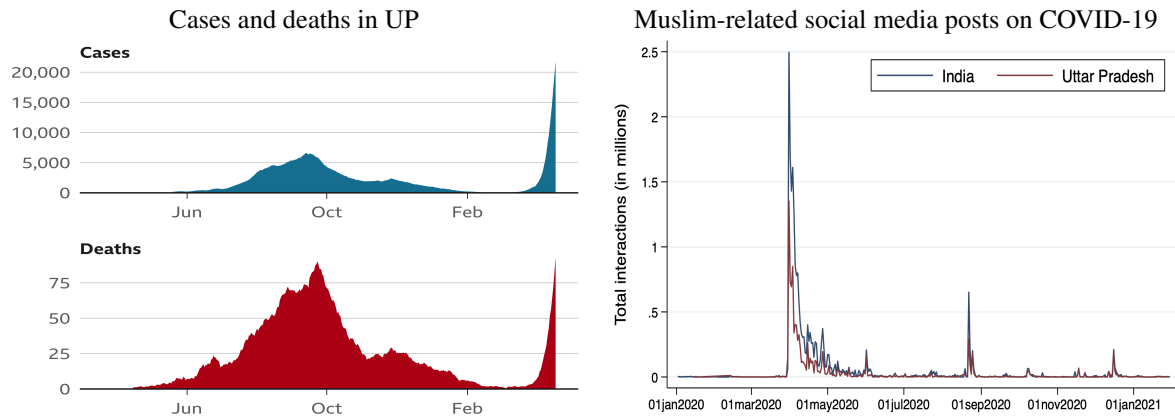 Cases and deaths in UP
Cases
20,000
15,000
10,000
5,000
0
Jun Oct Feb
Deaths
75
50
25
0
Jun Oct Feb
Muslim-related social media posts on COVID-19
India Uttar Pradesh
Total interactions (in millions)
2.5
2
1.5
1
.5
0
01jan2020 01mar2020 01may2020 01jul2020 01sep2020 01nov2020 01jan2021